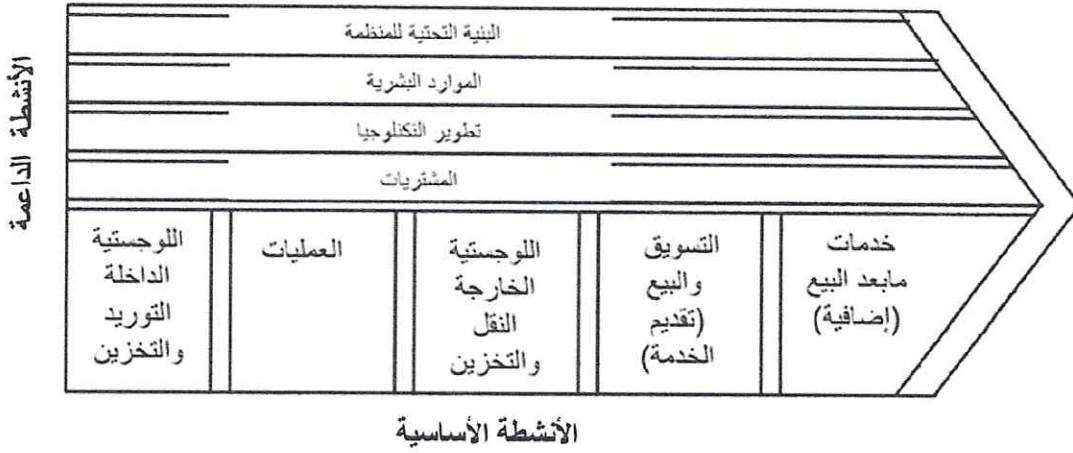 الأنشطة الداعمة
البنية التحتية للمنظمة
الموارد البشرية
تطوير التكنلوجيا
المشتريات
اللوجستية
الداخلة
التوريد
والتخزين
العمليات
اللوجستية
الخارجة
النقل
والتخزين
التسويق
والبيع
(تقديم
الخدمة)
خدمات
مابعد البيع
(إضافية)
الأنشطة الأساسية